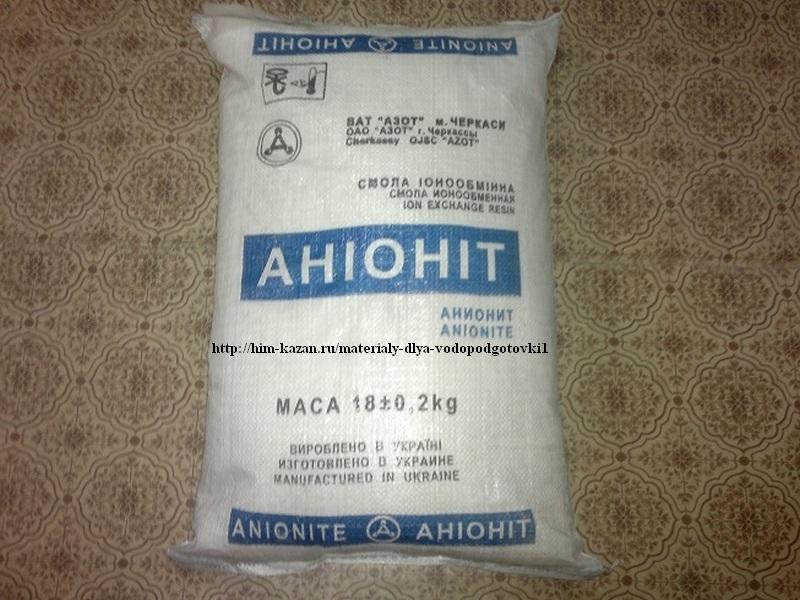 ANIONITE АНІОНІТ
ВАТ "АЗОТ" м. ЧЕРКАСИ
ОАО "АЗОТ" г. Черкассы
Cherkassy OJSC "AZOT"
СМОЛА ІОНООБМІННА
СМОЛА ИОНООБМЕННАЯ
ION EXCHANGE RESIN
АНІОНІТ
АНИОНИТ
ANIONITE
http://him-kazan.ru/materialy-dlya-vodopodgotovki1
МАСА 18±0,2kg
ВИРОБЛЕНО В УКРАЇНІ
ИЗГОТОВЛЕНО В УКРАИНЕ
MANUFACTURED IN UKRAINE
ANIONITE АНІОНІТ